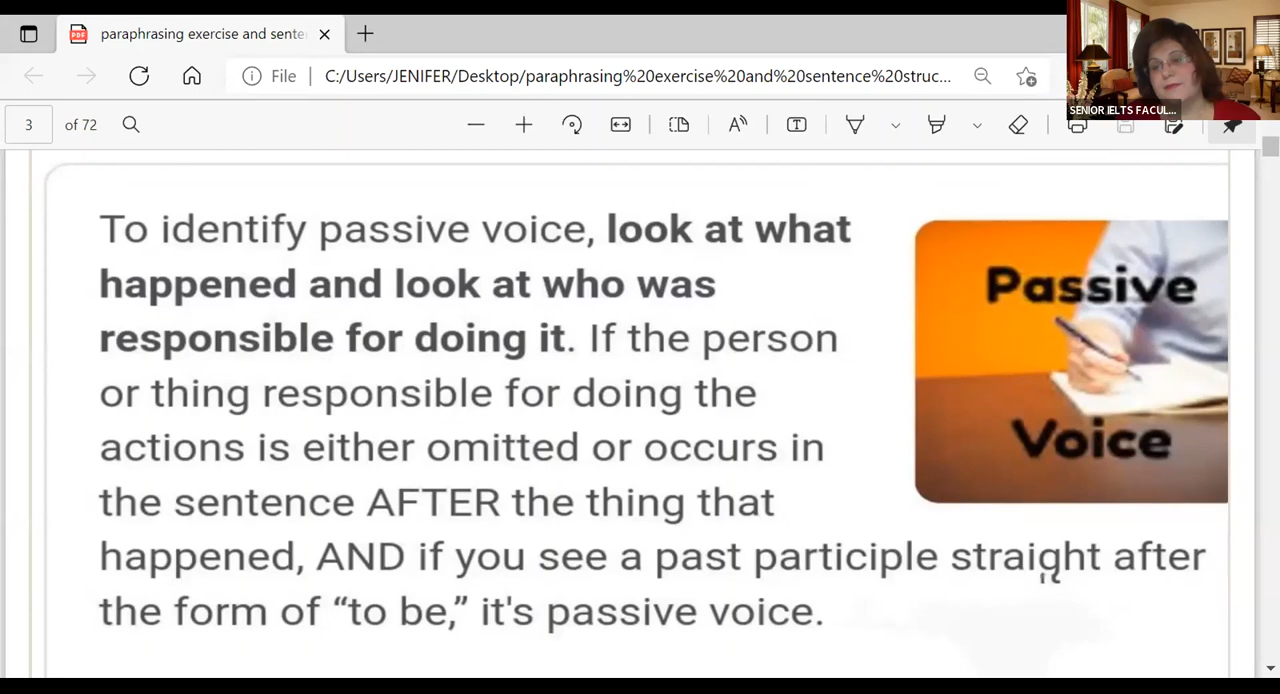 paraphrasing exercise and sente
File
C:/Users/JENIFER/Desktop/paraphrasing%20exercise%20and%20sentence%20struc...
SENIOR IELTS FACUL...
3 of 72
To identify passive voice, look at what
happened and look at who was
responsible for doing it. If the person
or thing responsible for doing the
actions is either omitted or occurs in
the sentence AFTER the thing that
happened, AND if you see a past participle straight after
the form of “to be,” it's passive voice.
Passive
Voice